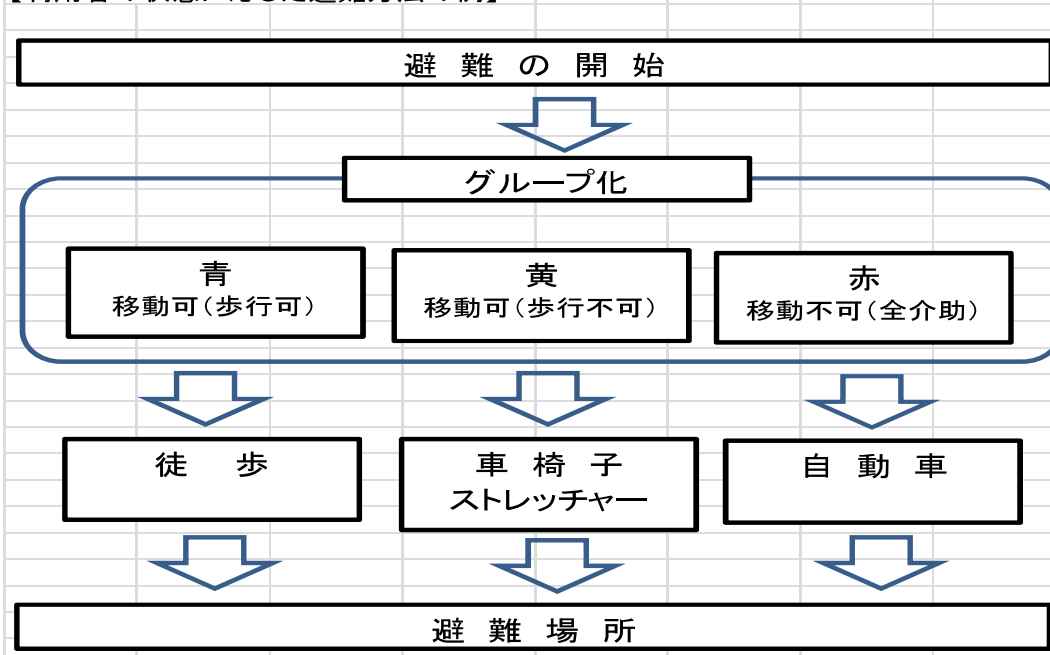 避難の開始
グループ化
青
移動可(歩行可)
黄
移動可(歩行不可)
赤
移動不可(全介助)
徒歩
車椅子
ストレッチャー
自動車
避難場所